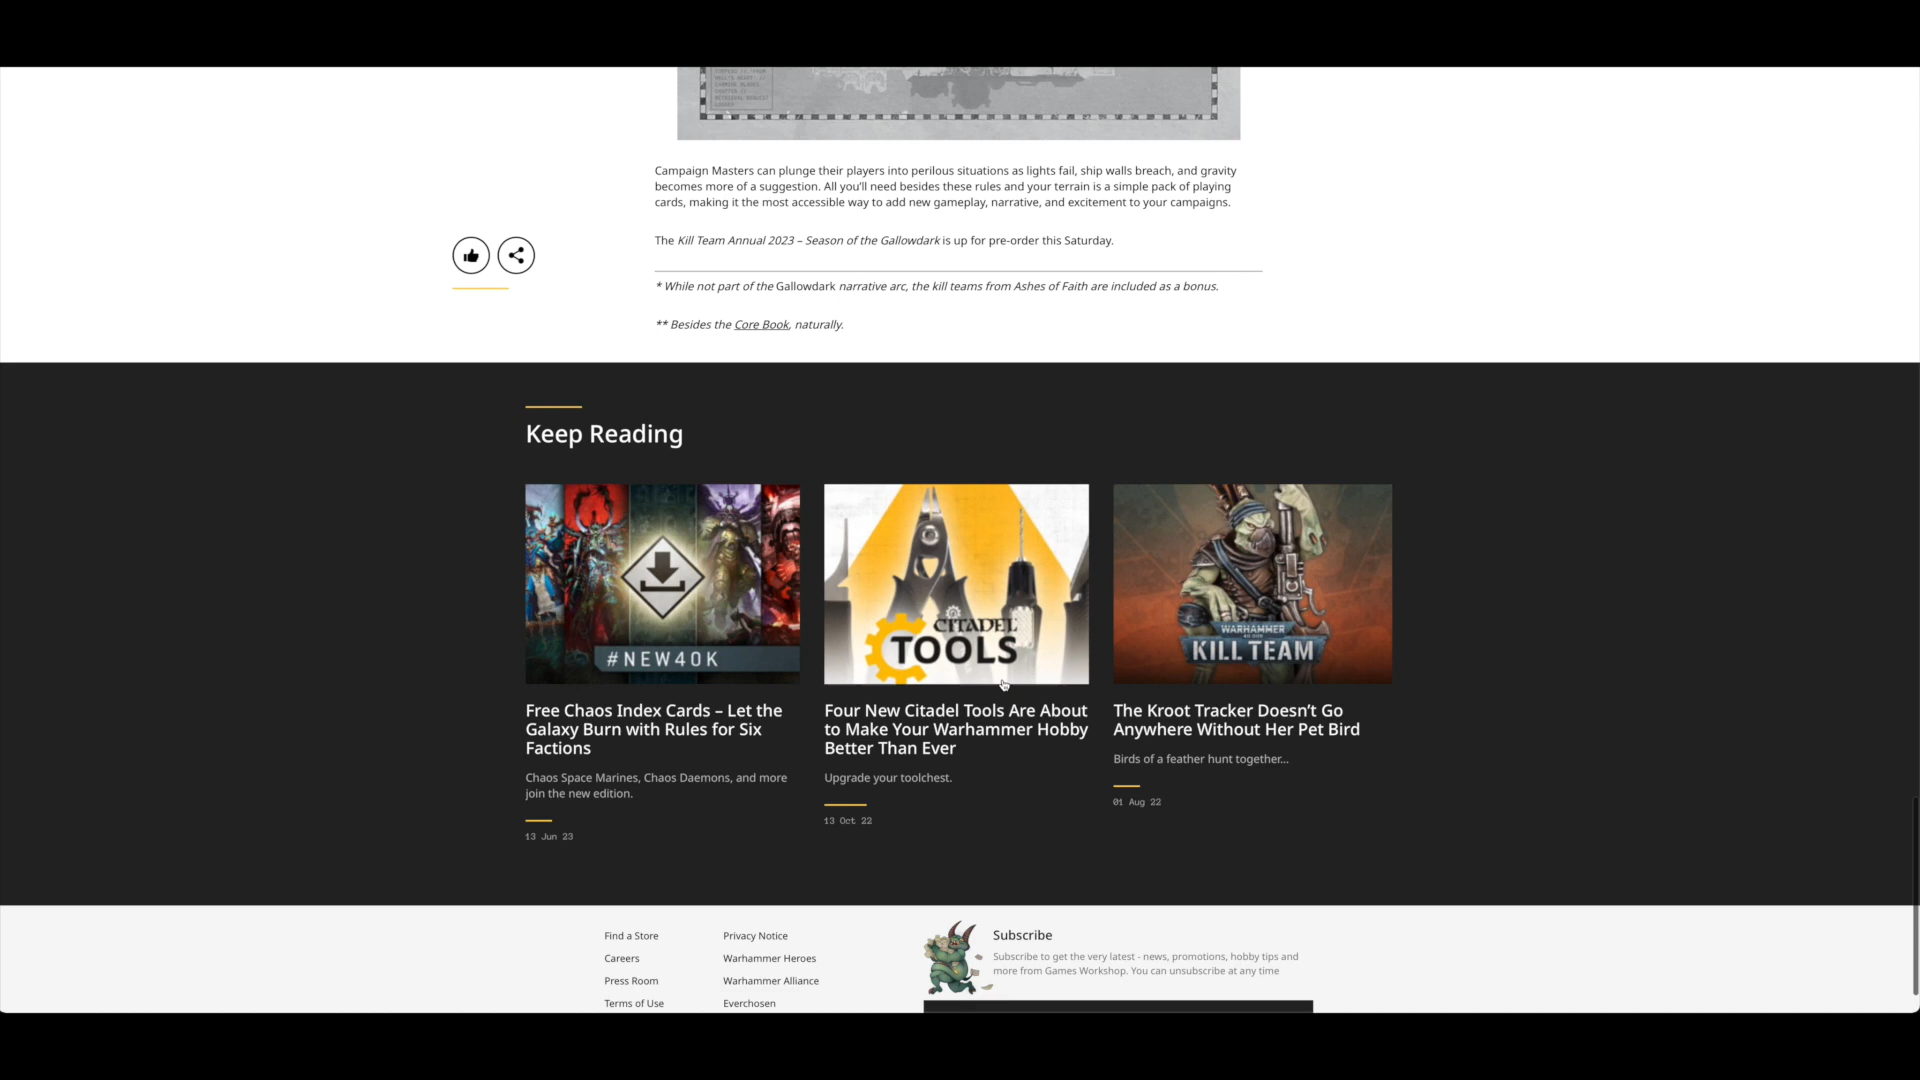 Campaign Masters can plunge their players into perilous situations as lights fail, ship walls breach, and gravity
becomes more of a suggestion. All you'll need besides these rules and your terrain is a simple pack of playing
cards, making it the most accessible way to add new gameplay, narrative, and excitement to your campaigns.
The Kill Team Annual 2023 – Season of the Gallowdark is up for pre-order this Saturday.
* While not part of the Gallowdark narrative arc, the kill teams from Ashes of Faith are included as a bonus.
** Besides the Core Book, naturally.
Keep Reading
#NEW40K
Free Chaos Index Cards – Let the
Galaxy Burn with Rules for Six
Factions
Chaos Space Marines, Chaos Daemons, and more
join the new edition.
13 Jun 23
CITADEL
TOOLS
Four New Citadel Tools Are About
to Make Your Warhammer Hobby
Better Than Ever
Upgrade your toolchest.
13 Oct 22
WARHAMMER
KILL TEAM
The Kroot Tracker Doesn't Go
Anywhere Without Her Pet Bird
Birds of a feather hunt together...
01 Aug 22
Find a Store
Careers
Press Room
Terms of Use
Privacy Notice
Warhammer Heroes
Warhammer Alliance
Everchosen
Subscribe
Subscribe to get the very latest - news, promotions, hobby tips and
more from Games Workshop. You can unsubscribe at any time